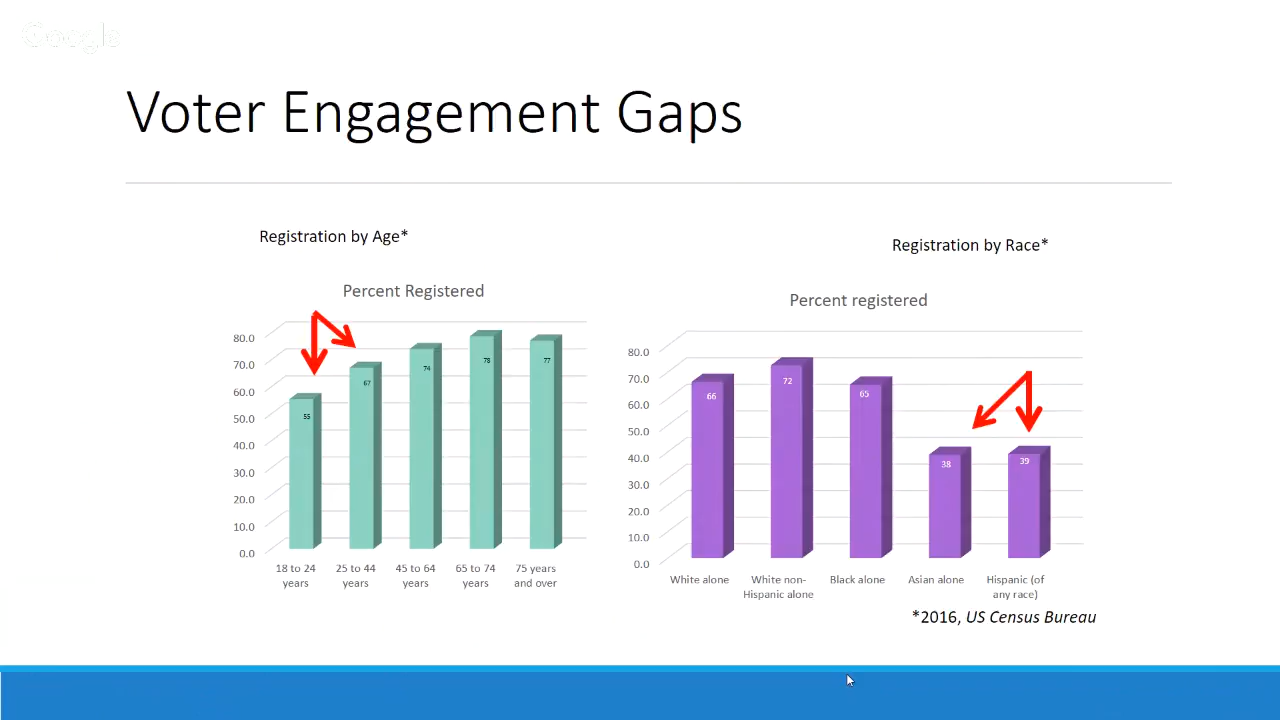 Google
Voter Engagement Gaps
Registration by Age*
Percent Registered
80.0
70.0
60.0
50.0
40.0
30.0
20.0
10.0
0.0
55
67
74
78
77
18 to 24 years
25 to 44 years
45 to 64 years
65 to 74 years
75 years and over
Registration by Race*
Percent registered
80.0
70.0
60.0
50.0
40.0
30.0
20.0
10.0
0.0
66
72
65
38
39
White alone
White non-Hispanic alone
Black alone
Asian alone
Hispanic (of any race)
*2016, US Census Bureau